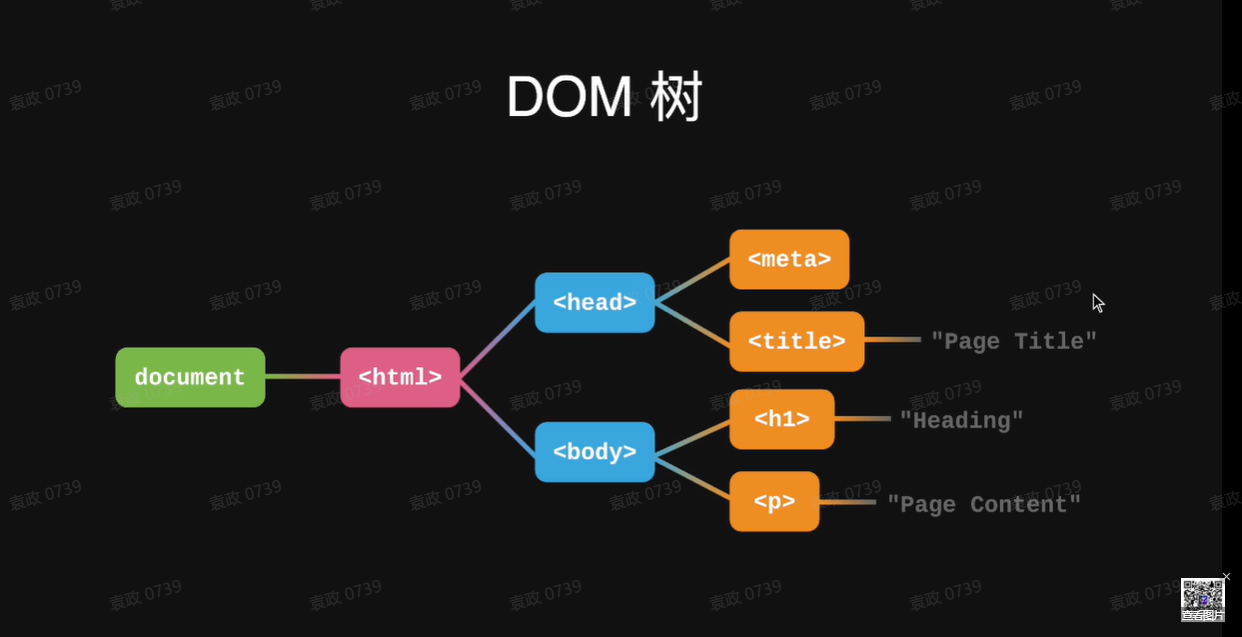 DOM 树
<meta>
<head>
<title>
"Page Title"
document
<html>
<h1>
"Heading"
<body>
<p>
"Page Content"
袁政 0739
查看图片